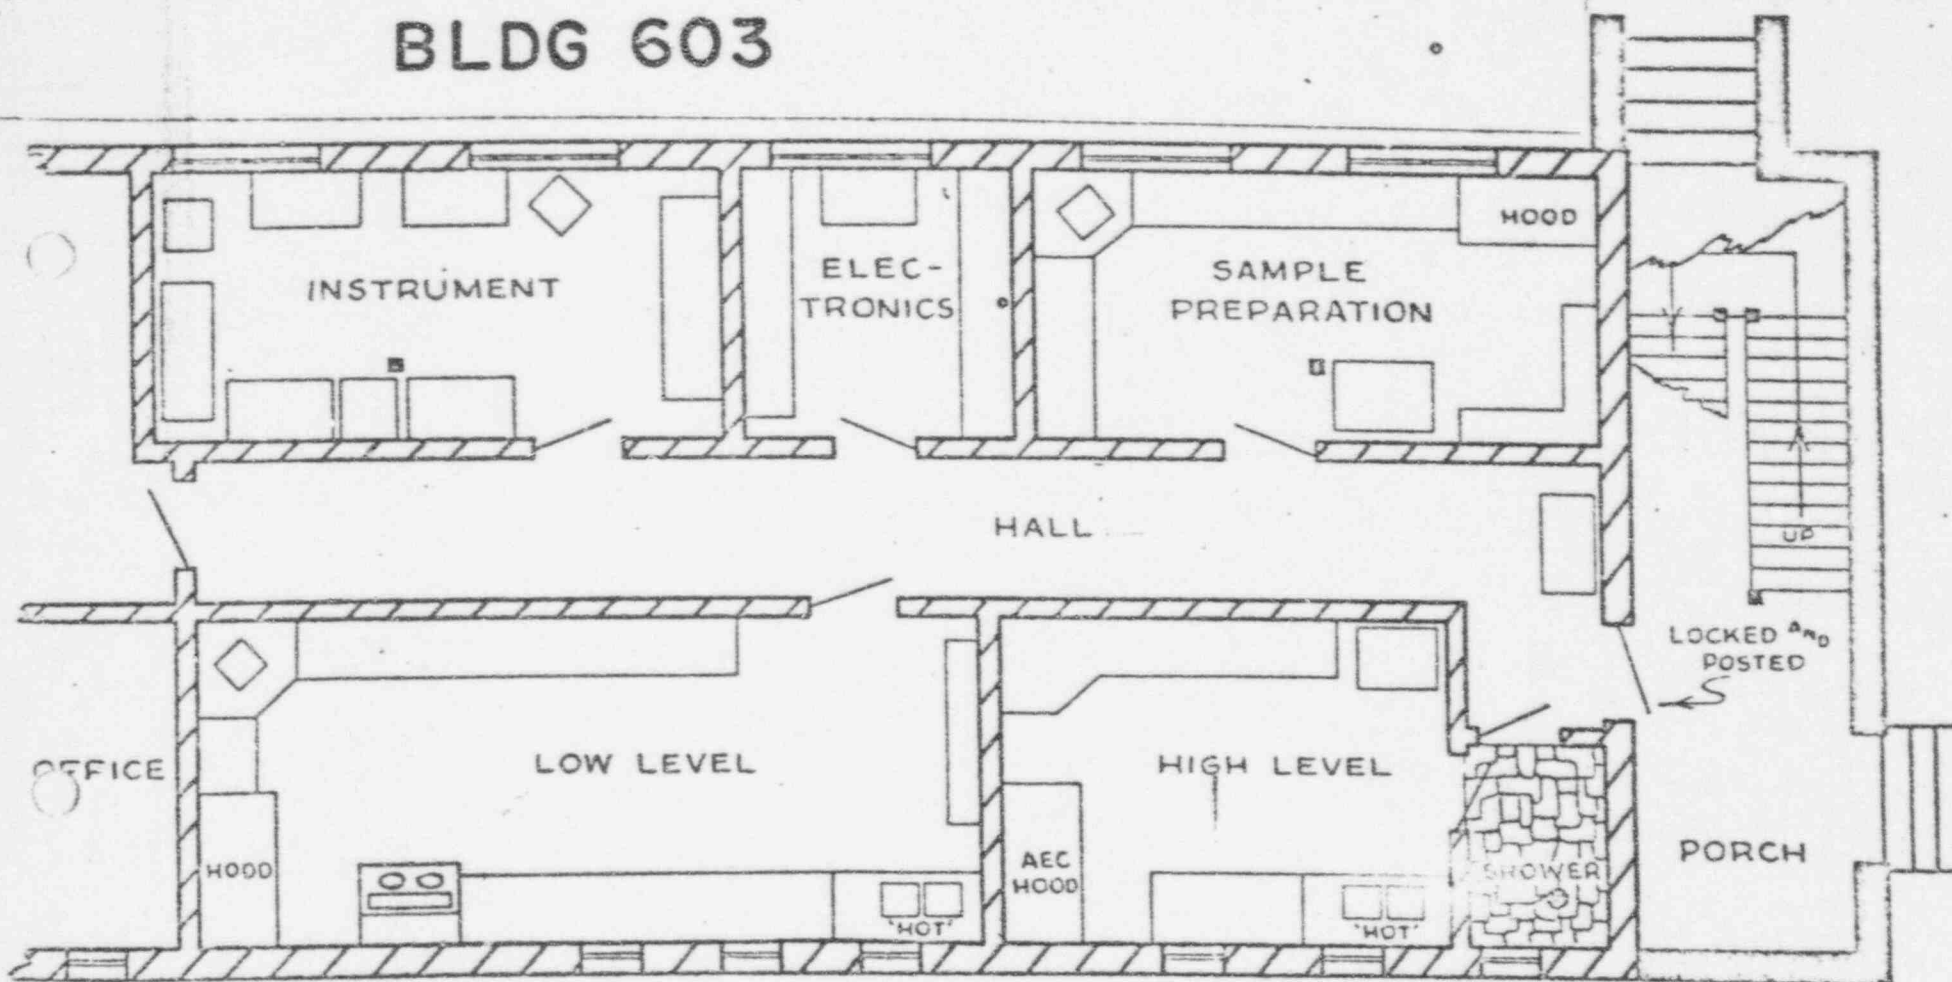 BLDG 603
HOOD
INSTRUMENT
ELEC-
TRONICS
SAMPLE
PREPARATION
HALL
UP
LOCKED AND
POSTED
OFFICE
LOW LEVEL
HIGH LEVEL
HOOD
AEC
HOOD
SHOWER
PORCH
'HOT'
'HOT'